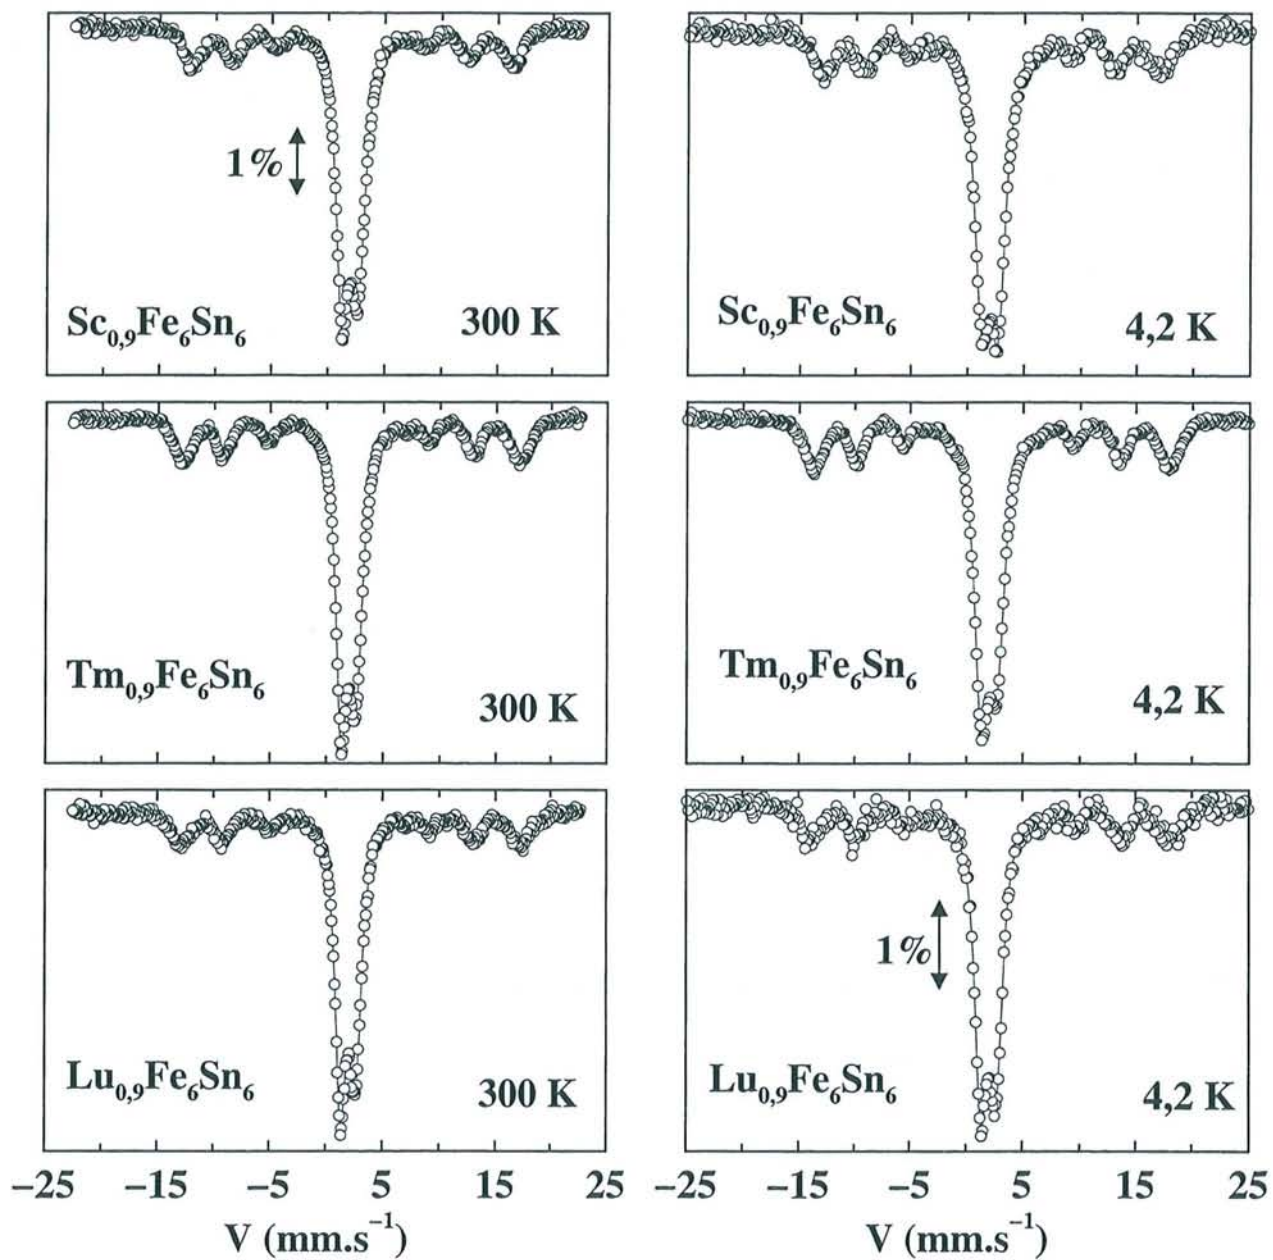 1%
Sc0,9Fe6Sn6 300 K
Sc0,9Fe6Sn6 4,2 K
Tm0,9Fe6Sn6 300 K
Tm0,9Fe6Sn6 4,2 K
Lu0,9Fe6Sn6 300 K
1%
Lu0,9Fe6Sn6 4,2 K
−25 −15 −5 5 15 25
−25 −15 −5 5 15 25
V (mm.s−1)
V (mm.s−1)